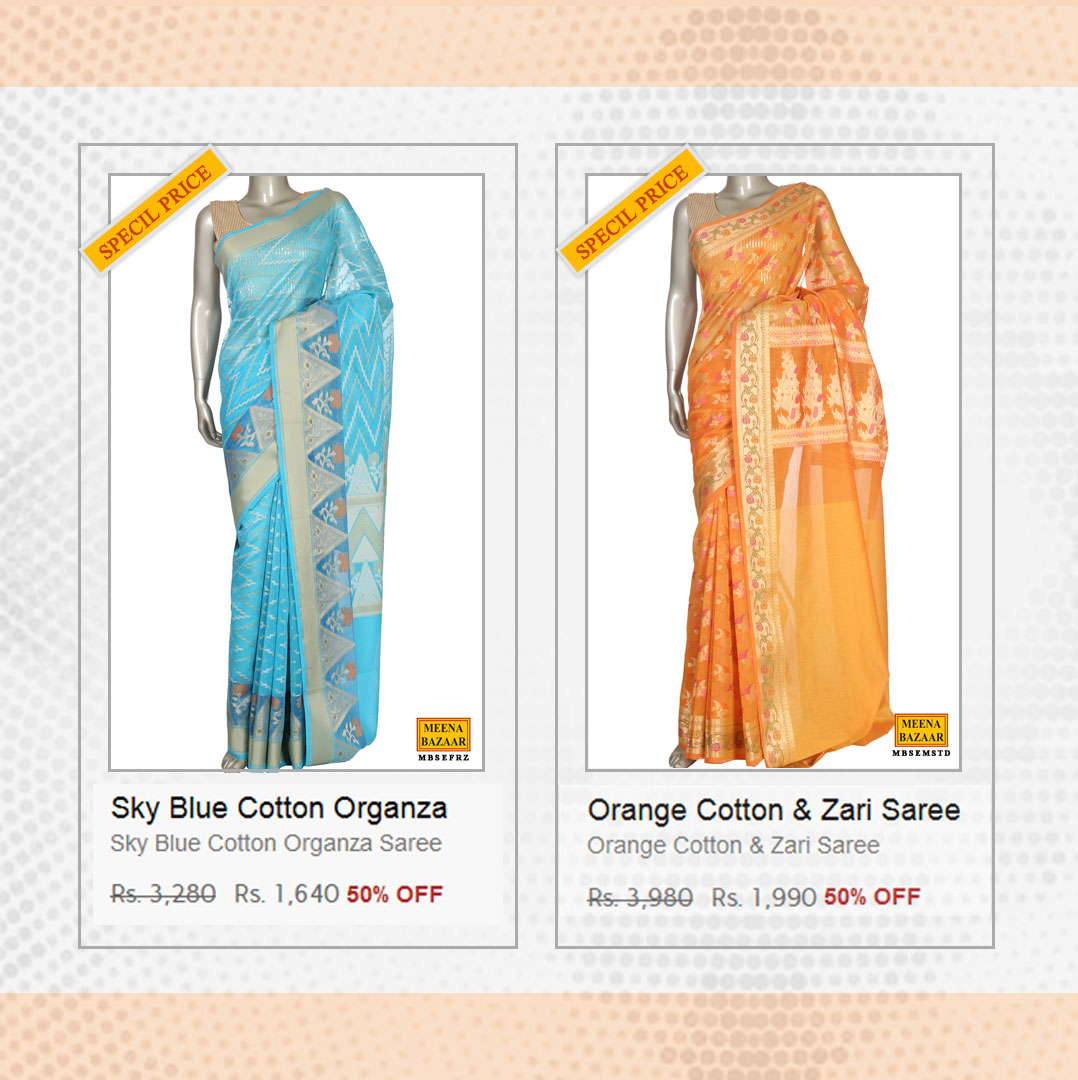 SPECIL PRICE
MEENA
BAZAAR
MBSEFRZ
Sky Blue Cotton Organza
Sky Blue Cotton Organza Saree
Rs. 3,280 Rs. 1,640 50% OFF
SPECIL PRICE
MEENA
BAZAAR
MBSEMSTD
Orange Cotton & Zari Saree
Orange Cotton & Zari Saree
Rs. 3,980 Rs. 1,990 50% OFF